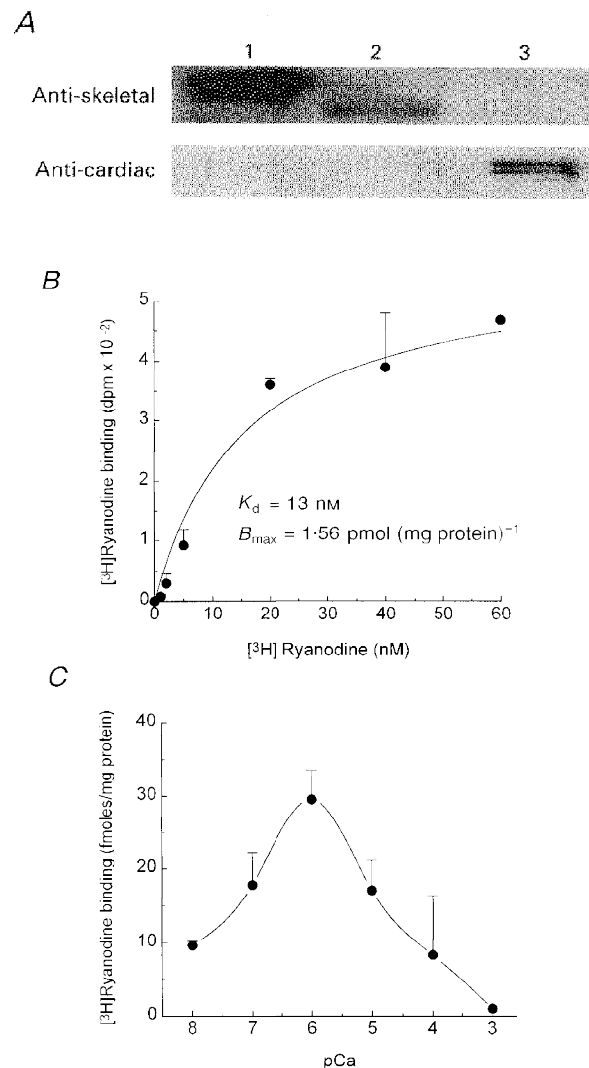 A
1 2 3
Anti-skeletal
Anti-cardiac
B
[³H]Ryanodine binding (dpm x 10⁻²)
5
4
3
2
1
0
K_d = 13 nM
B_max = 1·56 pmol (mg protein)⁻¹
0 10 20 30 40 50 60
[³H] Ryanodine (nM)
C
[³H]Ryanodine binding (fmoles/mg protein)
40
30
20
10
0
8 7 6 5 4 3
pCa